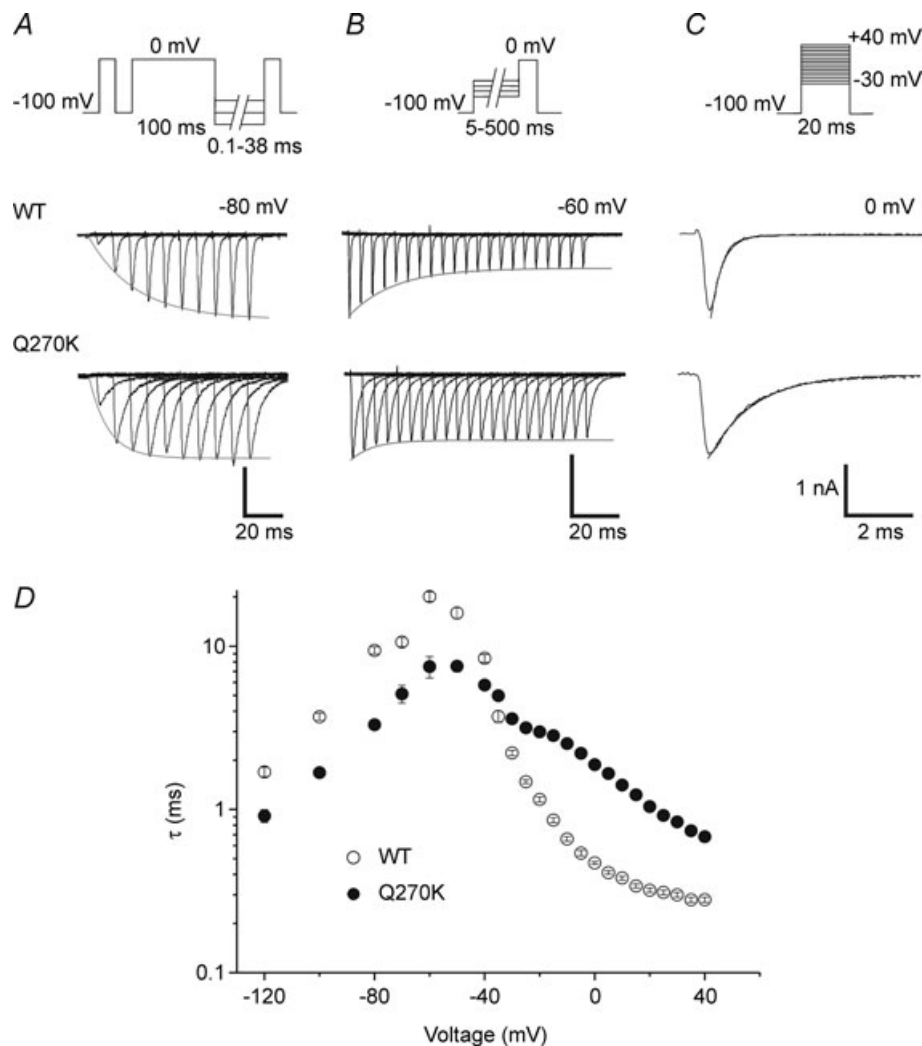 A
B
C
0 mV
-100 mV
100 ms
0.1-38 ms
0 mV
-100 mV
5-500 ms
+40 mV
-30 mV
-100 mV
20 ms
WT
-80 mV
-60 mV
0 mV
Q270K
20 ms
20 ms
1 nA
2 ms
D
10
1
0.1
τ (ms)
WT
Q270K
-120
-80
-40
0
40
Voltage (mV)